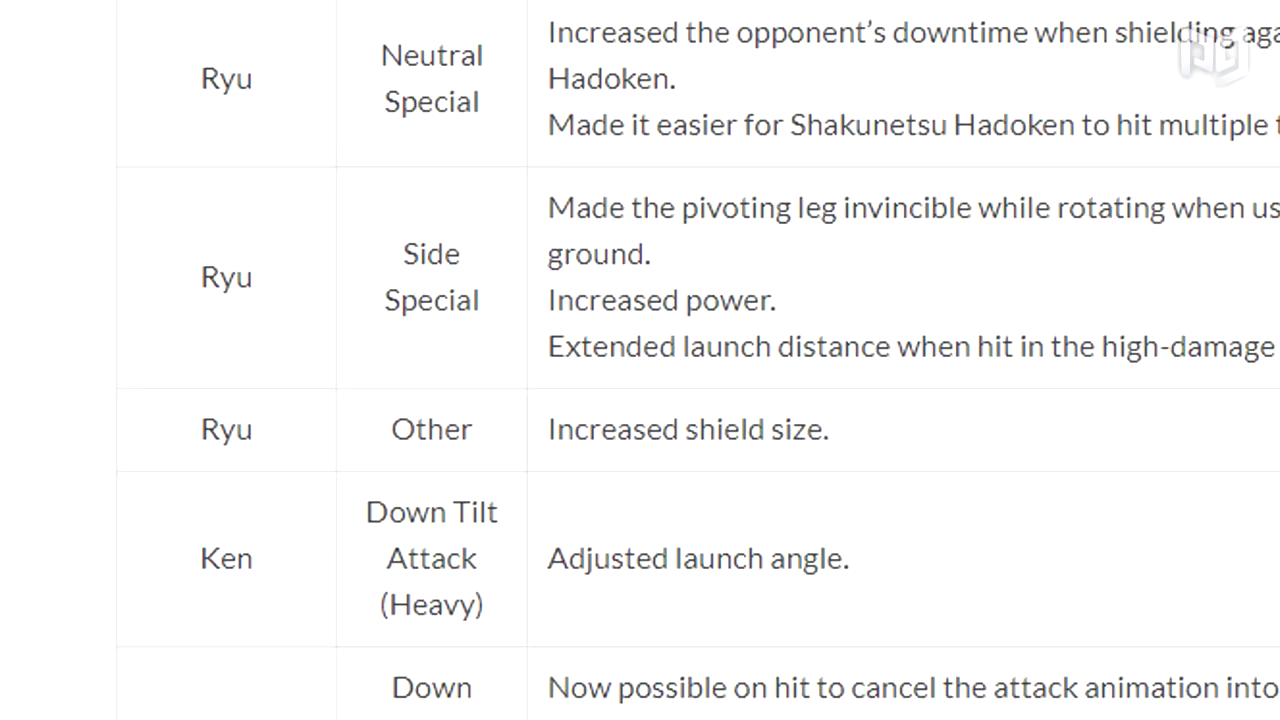 Ryu
Neutral
Special
Increased the opponent’s downtime when shielding
Hadoken.
Made it easier for Shakunetsu Hadoken to hit multiple
Ryu
Side
Special
Made the pivoting leg invincible while rotating when
ground.
Increased power.
Extended launch distance when hit in the high-damage
Ryu
Other
Increased shield size.
Ken
Down Tilt
Attack
(Heavy)
Adjusted launch angle.
Down
Now possible on hit to cancel the attack animation into